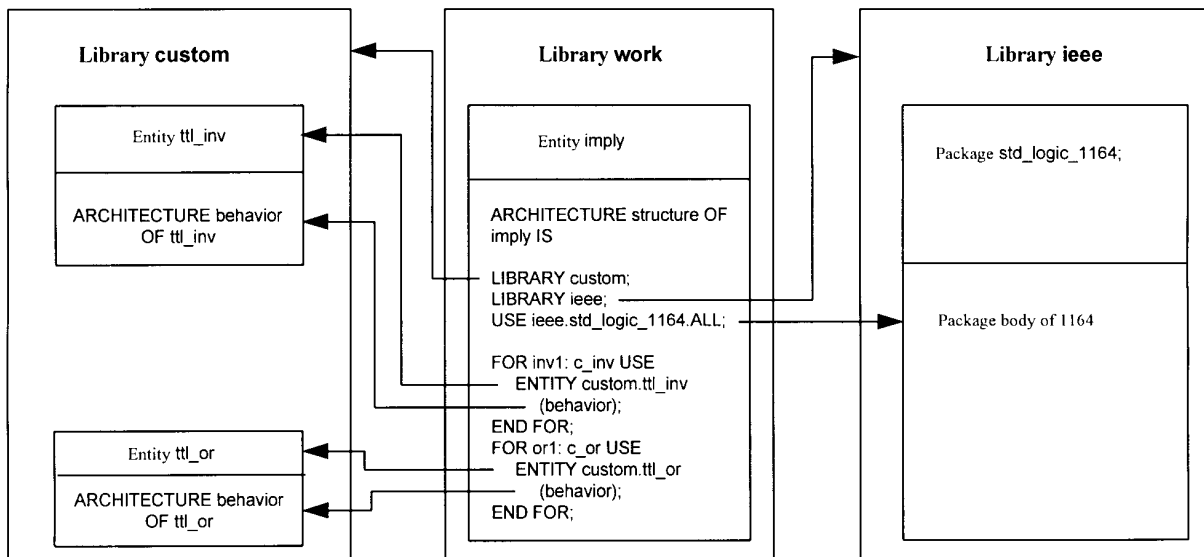 Library custom
Entity ttl_inv
ARCHITECTURE behavior
OF ttl_inv
Entity ttl_or
ARCHITECTURE behavior
OF ttl_or
Library work
Entity imply
ARCHITECTURE structure OF
imply IS
LIBRARY custom;
LIBRARY ieee;
USE ieee.std_logic_1164.ALL;
FOR inv1: c_inv USE
ENTITY custom.ttl_inv
(behavior);
END FOR;
FOR or1: c_or USE
ENTITY custom.ttl_or
(behavior);
END FOR;
Library ieee
Package std_logic_1164;
Package body of 1164